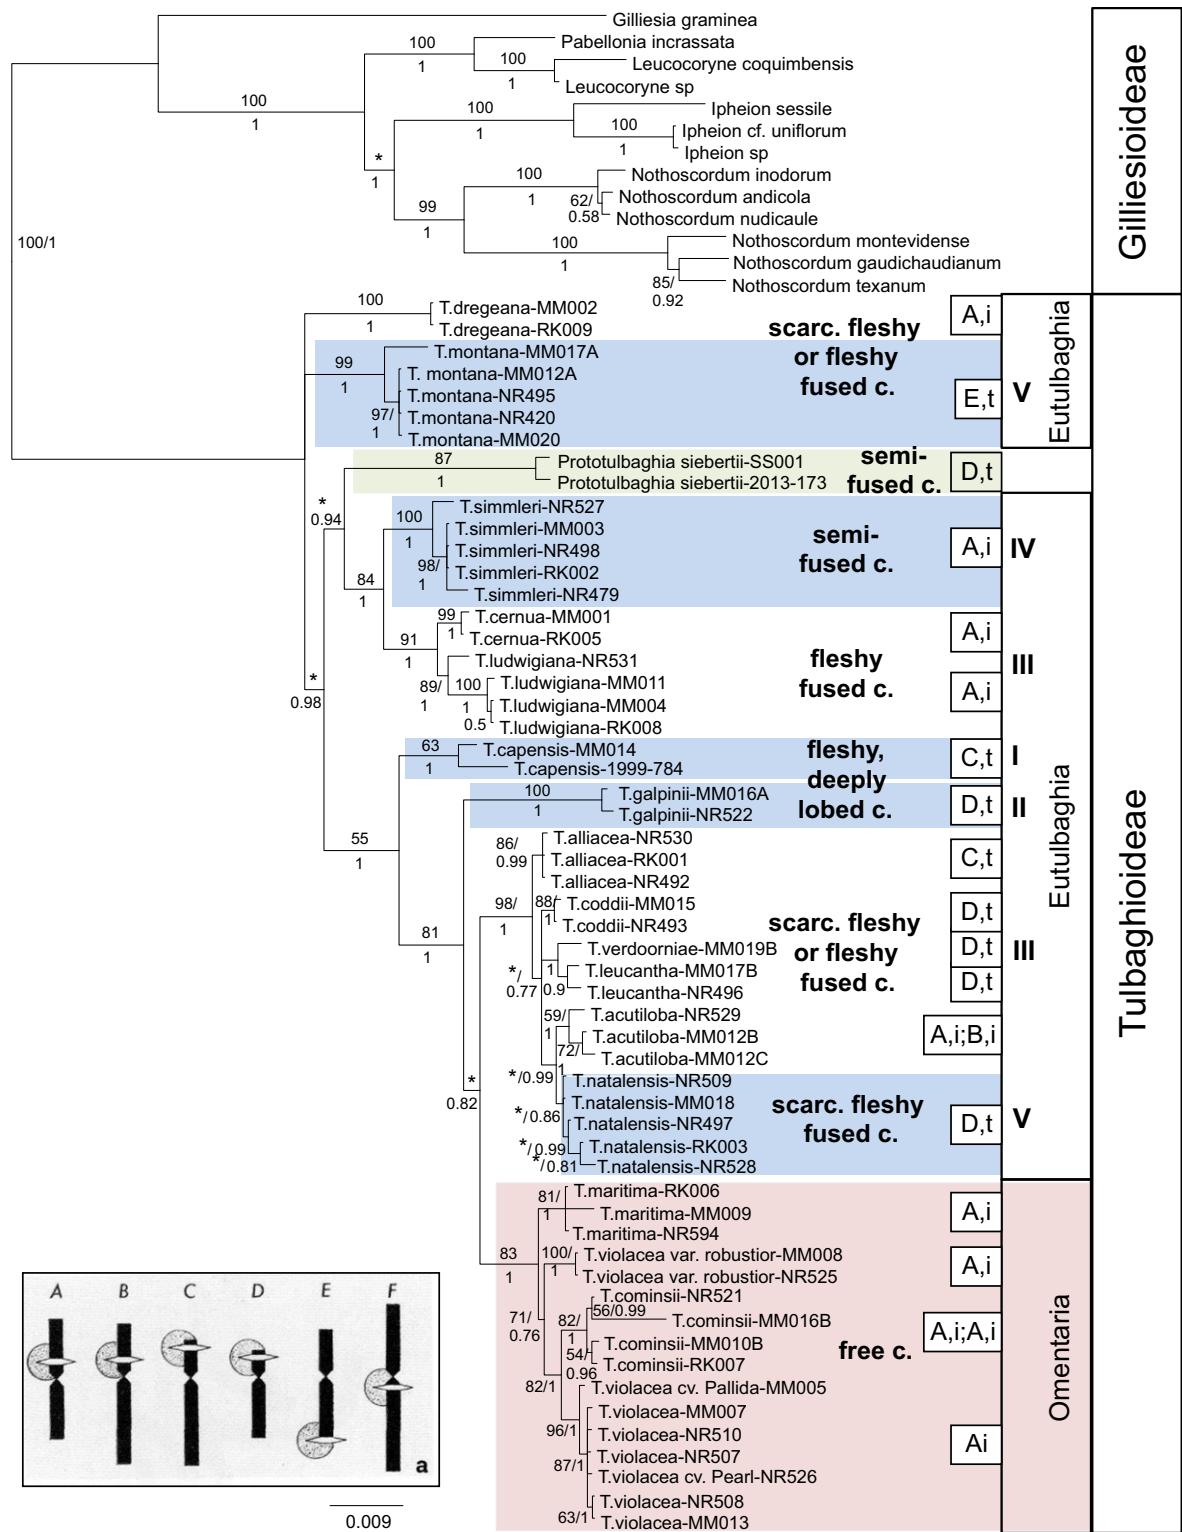 Gilliesia graminea
100
Pabellonia incrassata
1
100
Leucocoryne coquimbensis
1
Leucocoryne sp
100
1
100
Ipheion sessile
1
100
Ipheion cf. uniflorum
1
Ipheion sp
*
1
100
Nothoscordum inodorum
1
62/
0.58
Nothoscordum andicola
Nothoscordum nudicaule
99
1
100
Nothoscordum montevidense
1
Nothoscordum gaudichaudianum
85/
0.92
Nothoscordum texanum
Gilliesioideae
100/1
100
1
T.dregeana-MM002
T.dregeana-RK009
A,i
scarc. fleshy
or fleshy
fused c.
99
1
T.montana-MM017A
T. montana-MM012A
T.montana-NR495
97/
1
T.montana-NR420
T.montana-MM020
E,t
V
Eutulbaghia
87
1
Prototulbaghia siebertii-SS001
Prototulbaghia siebertii-2013-173
semi-
fused c.
D,t
*
0.94
100
1
T.simmleri-NR527
T.simmleri-MM003
T.simmleri-NR498
98/
1
T.simmleri-RK002
T.simmleri-NR479
semi-
fused c.
A,i
IV
84
1
99
1
T.cernua-MM001
T.cernua-RK005
A,i
91
1
T.ludwigiana-NR531
89/
1
100
1
T.ludwigiana-MM011
T.ludwigiana-MM004
0.5
T.ludwigiana-RK008
fleshy
fused c.
A,i
III
*
0.98
63
1
T.capensis-MM014
T.capensis-1999-784
fleshy,
deeply
lobed c.
C,t
I
100
1
T.galpinii-MM016A
T.galpinii-NR522
D,t
II
55
1
86/
0.99
T.alliacea-NR530
T.alliacea-RK001
T.alliacea-NR492
C,t
98/
1
88/
1
T.coddii-MM015
T.coddii-NR493
D,t
scarc. fleshy
or fleshy
fused c.
T.verdoorniae-MM019B
D,t
III
81
1
*/
0.77
1
0.9
T.leucantha-MM017B
T.leucantha-NR496
D,t
59/
1
T.acutiloba-NR529
T.acutiloba-MM012B
72/
1
T.acutiloba-MM012C
A,i;B,i
*/0.99
*
0.82
T.natalensis-NR509
T.natalensis-MM018
*/0.86
T.natalensis-NR497
*/0.99
T.natalensis-RK003
*/0.81
T.natalensis-NR528
scarc. fleshy
fused c.
D,t
V
Eutulbaghia
Tulbaghioideae
81/
1
T.maritima-RK006
T.maritima-MM009
T.maritima-NR594
A,i
83
1
100/
1
T.violacea var. robustior-MM008
T.violacea var. robustior-NR525
A,i
71/
0.76
T.cominsii-NR521
56/0.99
T.cominsii-MM016B
82/
1
T.cominsii-MM010B
54/
0.96
T.cominsii-RK007
free c.
A,i;A,i
82/1
T.violacea cv. Pallida-MM005
T.violacea-MM007
96/1
T.violacea-NR510
T.violacea-NR507
87/1
T.violacea cv. Pearl-NR526
T.violacea-NR508
63/1
T.violacea-MM013
Ai
Omentaria
A B C D E F
a
0.009